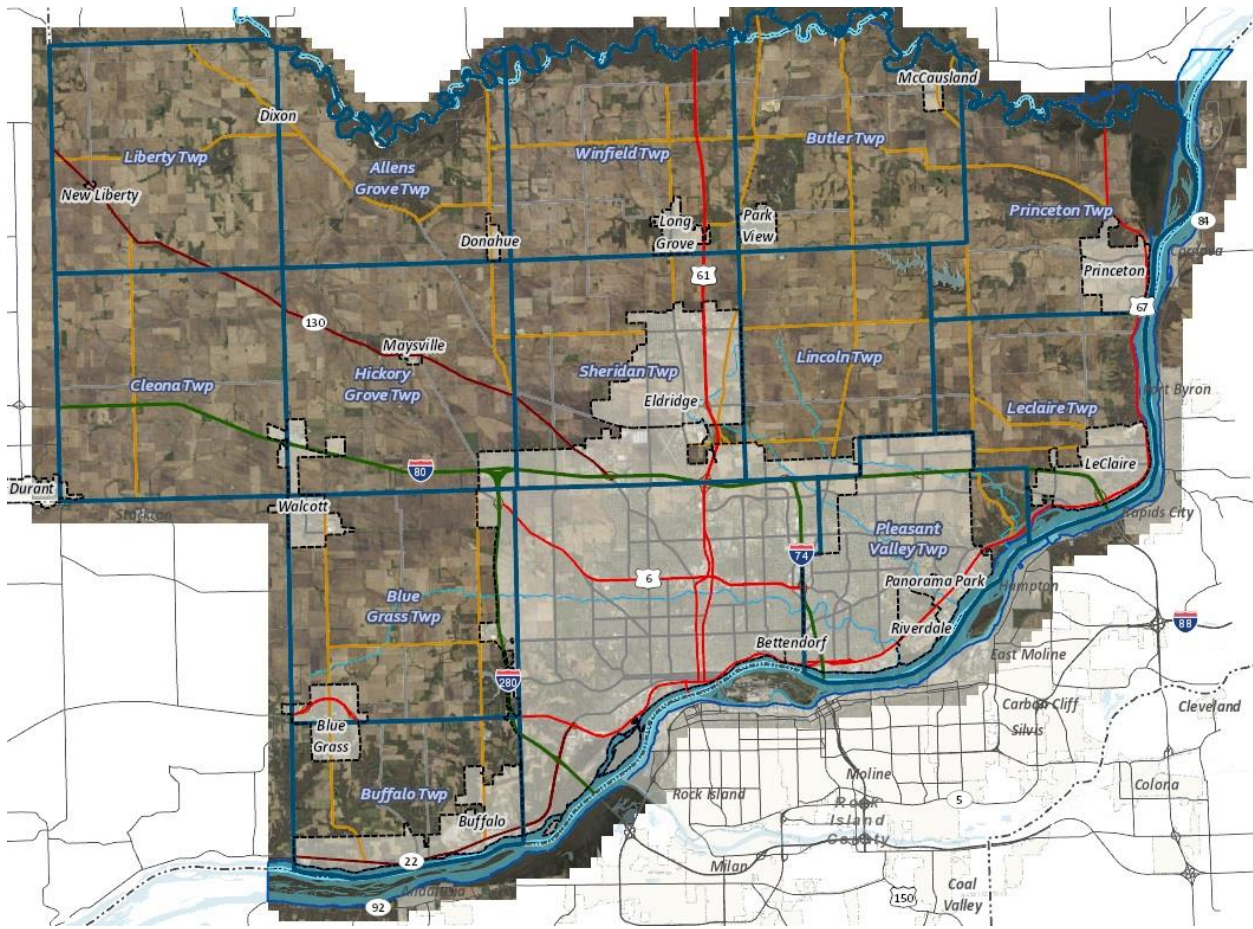 McCausland
Dixon
Liberty Twp
Allens
Grove Twp
Winfield Twp
Butler Twp
New Liberty
Donahue
Long
Grove
Park
View
Princeton Twp
84
Cordova
Princeton
61
67
130
Maysville
Hickory
Grove Twp
Cleona Twp
Sheridan Twp
Lincoln Twp
Eldridge
Port Byron
Leclaire Twp
LeClaire
80
Durant
Walcott
Stockton
Rapids City
Pleasant
Valley Twp
74
6
Panorama Park
Hampton
Blue
Grass Twp
Riverdale
Bettendorf
88
East Moline
280
Carbon Cliff
Silvis
Cleveland
Blue
Grass
Moline
Colona
Buffalo Twp
Rock Island
Rock
Island
County
5
Buffalo
22
Milan
Andalusia
92
Coal
Valley
150